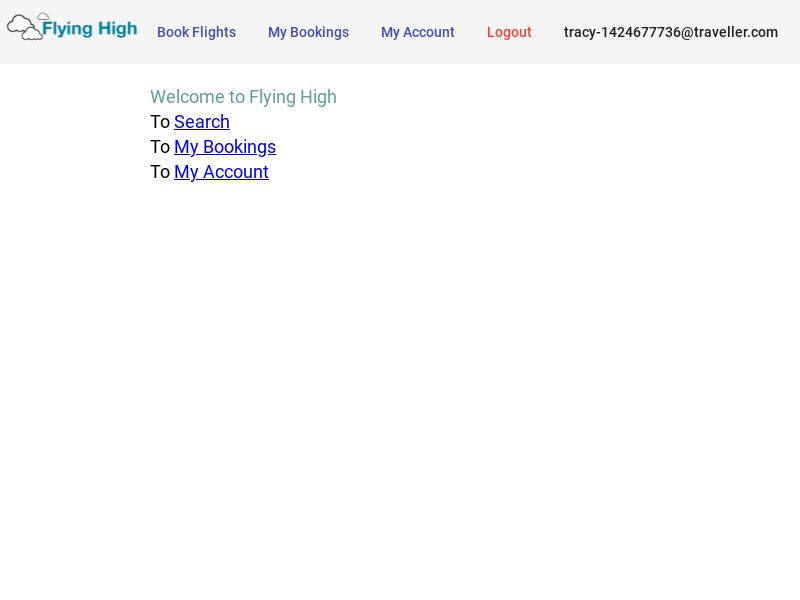 Flying High Book Flights My Bookings My Account Logout tracy-1424677736@traveller.com
Welcome to Flying High
To Search
To My Bookings
To My Account